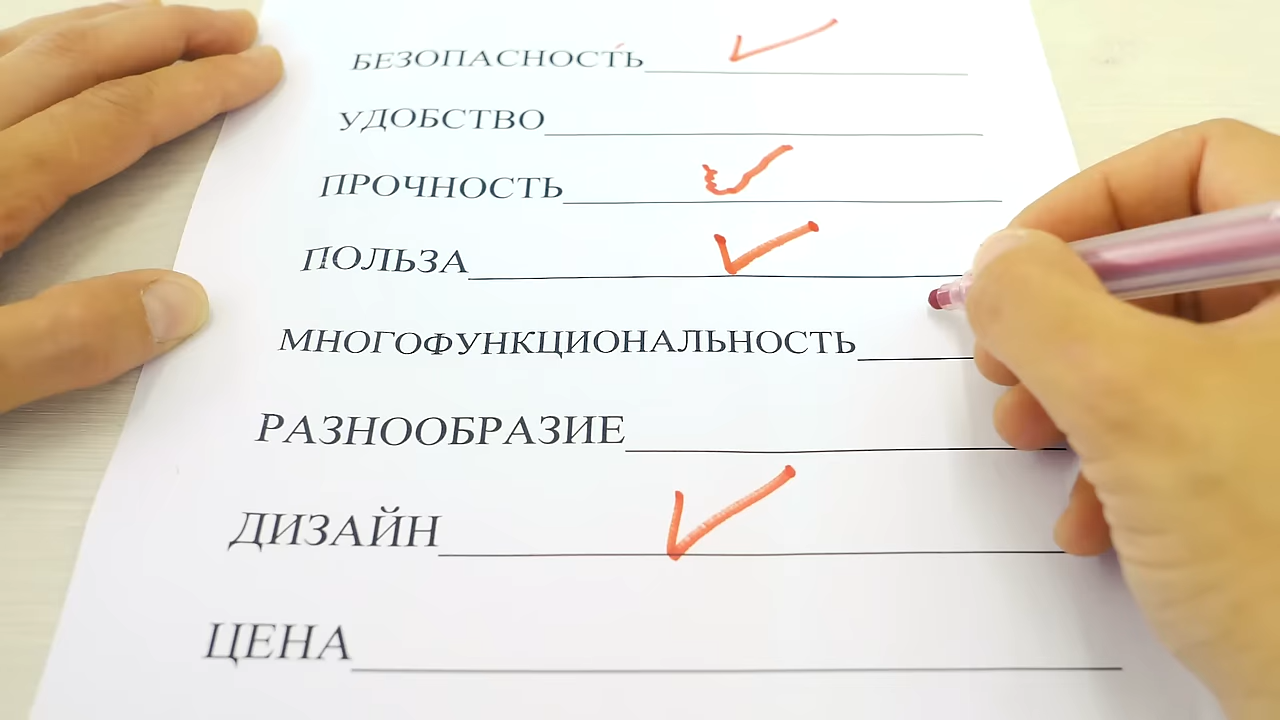 БЕЗОПАСНОСТЬ
УДОБСТВО
ПРОЧНОСТЬ
ПОЛЬЗА
МНОГОФУНКЦИОНАЛЬНОСТЬ
РАЗНООБРАЗИЕ
ДИЗАЙН
ЦЕНА